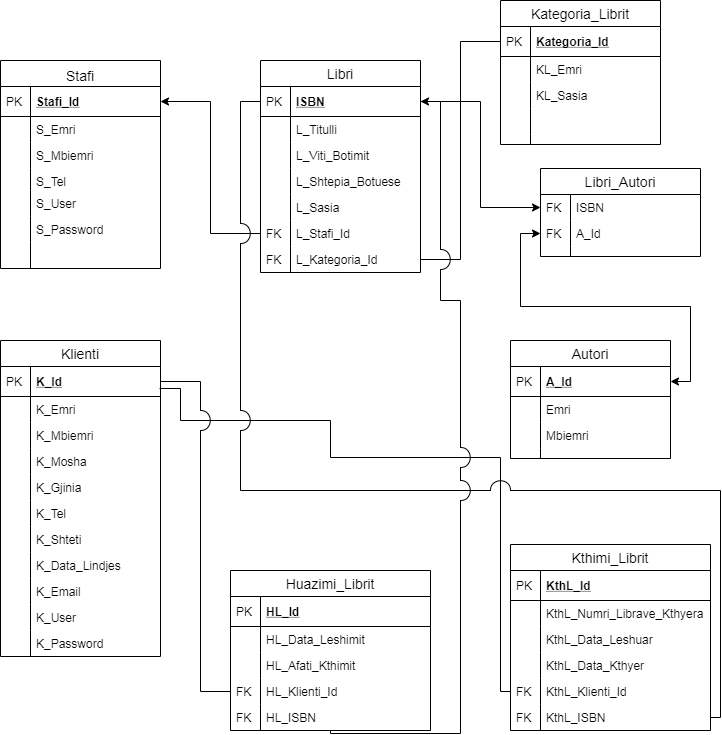 Kategoria_Librit
PK Kategoria_Id
KL_Emri
KL_Sasia
Stafi
PK Stafi_Id
S_Emri
S_Mbiemri
S_Tel
S_User
S_Password
Libri
PK ISBN
L_Titulli
L_Viti_Botimit
L_Shtepia_Botuese
L_Sasia
FK L_Stafi_Id
FK L_Kategoria_Id
Libri_Autori
FK ISBN
FK A_Id
Klienti
PK K_Id
K_Emri
K_Mbiemri
K_Mosha
K_Gjinia
K_Tel
K_Shteti
K_Data_Lindjes
K_Email
K_User
K_Password
Autori
PK A_Id
Emri
Mbiemri
Huazimi_Librit
PK HL_Id
HL_Data_Leshimit
HL_Afati_Kthimit
FK HL_Klienti_Id
FK HL_ISBN
Kthimi_Librit
PK KthL_Id
KthL_Numri_Librave_Kthyera
KthL_Data_Leshuar
KthL_Data_Kthyer
FK KthL_Klienti_Id
FK KthL_ISBN